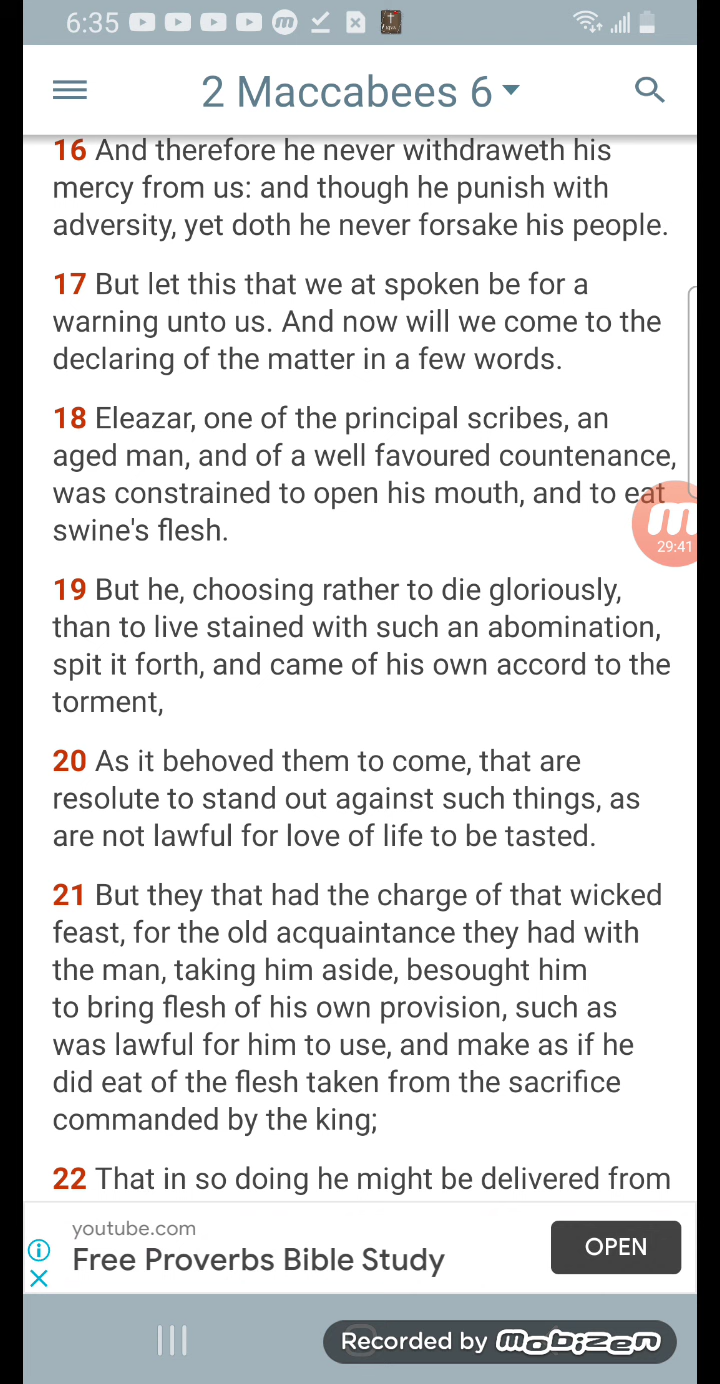 6:35
2 Maccabees 6
16 And therefore he never withdraweth his
mercy from us: and though he punish with
adversity, yet doth he never forsake his people.
17 But let this that we at spoken be for a
warning unto us. And now will we come to the
declaring of the matter in a few words.
18 Eleazar, one of the principal scribes, an
aged man, and of a well favoured countenance,
was constrained to open his mouth, and to eat
swine's flesh.
29:41
19 But he, choosing rather to die gloriously,
than to live stained with such an abomination,
spit it forth, and came of his own accord to the
torment,
20 As it behoved them to come, that are
resolute to stand out against such things, as
are not lawful for love of life to be tasted.
21 But they that had the charge of that wicked
feast, for the old acquaintance they had with
the man, taking him aside, besought him
to bring flesh of his own provision, such as
was lawful for him to use, and make as if he
did eat of the flesh taken from the sacrifice
commanded by the king;
22 That in so doing he might be delivered from
youtube.com
Free Proverbs Bible Study
OPEN
Recorded by mobizen